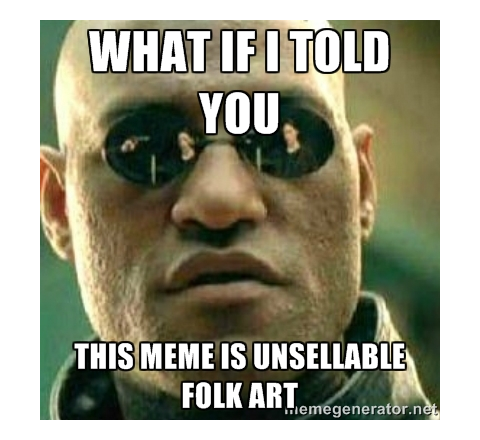 WHAT IF I TOLD
YOU
THIS MEME IS UNSELLABLE
FOLK ART
memegenerator.net